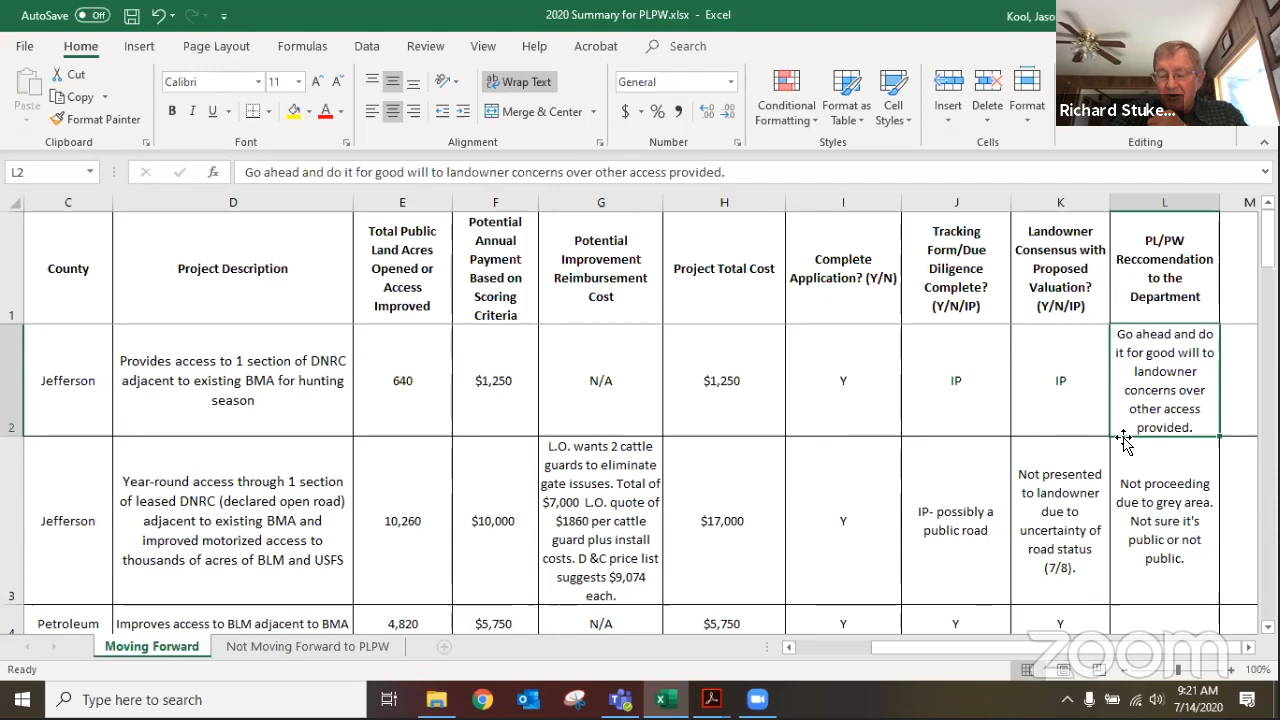 AutoSave Off
2020 Summary for PLPW.xlsx - Excel
Kool, Jaso
File Home Insert Page Layout Formulas Data Review View Help Acrobat Search
Paste
Cut
Copy
Format Painter
Clipboard
Calibri 11
B I U
Font
Wrap Text
Merge & Center
Alignment
General
$ % 9
Number
Conditional Formatting
Format as Table
Cell Styles
Styles
Insert Delete Format
Cells
Editing
Richard Stuke...
L2
fx
Go ahead and do it for good will to landowner concerns over other access provided.
C D E F G H I J K L M
1
County
Project Description
Total Public
Land Acres
Opened or
Access
Improved
Potential
Annual
Payment
Based on
Scoring
Criteria
Potential
Improvement
Reimbursement
Cost
Project Total Cost
Complete
Application? (Y/N)
Tracking
Form/Due
Diligence
Complete?
(Y/N/IP)
Landowner
Consensus with
Proposed
Valuation?
(Y/N/IP)
PL/PW
Reccomendation
to the
Department
2
Jefferson
Provides access to 1 section of DNRC
adjacent to existing BMA for hunting
season
640
$1,250
N/A
$1,250
Y
IP
IP
Go ahead and do
it for good will to
landowner
concerns over
other access
provided.
3
Jefferson
Year-round access through 1 section
of leased DNRC (declared open road)
adjacent to existing BMA and
improved motorized access to
thousands of acres of BLM and USFS
10,260
$10,000
L.O. wants 2 cattle
guards to eliminate
gate issuses. Total of
$7,000 L.O. quote of
$1860 per cattle
guard plus install
costs. D &C price list
suggests $9,074
each.
$17,000
Y
IP- possibly a
public road
Not presented
to landowner
due to
uncertainty of
road status
(7/8).
Not proceeding
due to grey area.
Not sure it's
public or not
public.
4
Petroleum
Improves access to BLM adjacent to BMA
4,820
$5,750
N/A
$5,750
Y
Y
Y
Moving Forward
Not Moving Forward to PLPW
Ready
100%
zoom
Type here to search
9:21 AM
7/14/2020